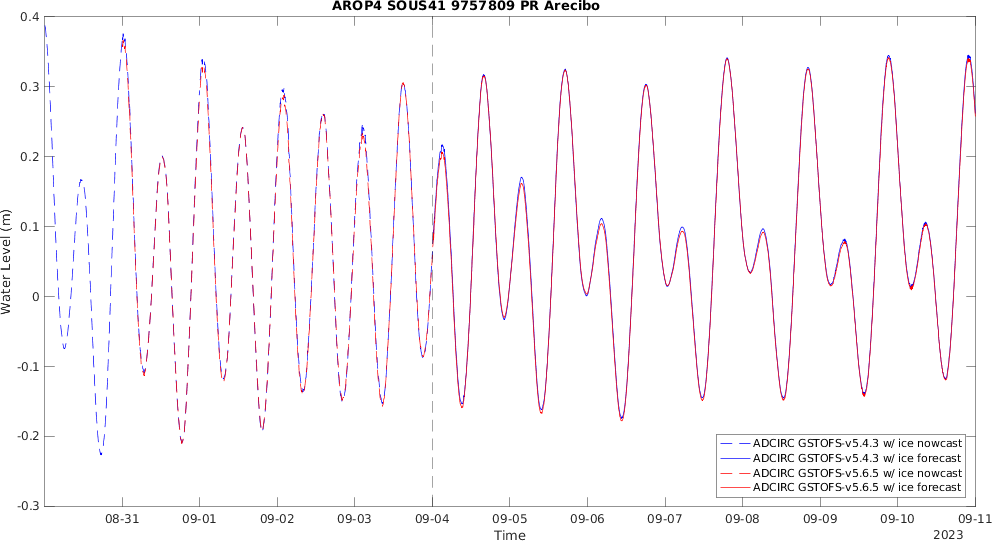 AROP4 SOUS41 9757809 PR Arecibo
0.4
0.3
0.2
0.1
0
-0.1
-0.2
-0.3
Water Level (m)
ADCIRC GSTOFS-v5.4.3 w/ ice nowcast
ADCIRC GSTOFS-v5.4.3 w/ ice forecast
ADCIRC GSTOFS-v5.6.5 w/ ice nowcast
ADCIRC GSTOFS-v5.6.5 w/ ice forecast
08-31 09-01 09-02 09-03 09-04 09-05 09-06 09-07 09-08 09-09 09-10 09-11
Time
2023